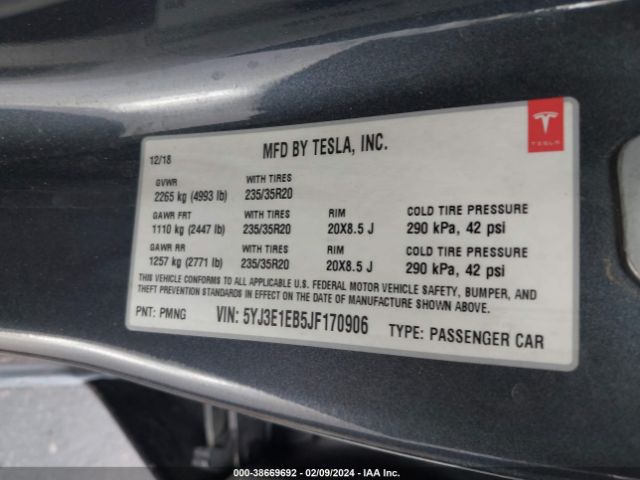 TESLA
12/18 MFD BY TESLA, INC.
GVWR WITH TIRES
2265 kg (4993 lb) 235/35R20
GAWR FRT WITH TIRES RIM COLD TIRE PRESSURE
1110 kg (2447 lb) 235/35R20 20X8.5 J 290 kPa, 42 psi
GAWR RR WITH TIRES RIM COLD TIRE PRESSURE
1257 kg (2771 lb) 235/35R20 20X8.5 J 290 kPa, 42 psi
THIS VEHICLE CONFORMS TO ALL APPLICABLE U.S. FEDERAL MOTOR VEHICLE SAFETY, BUMPER, AND
THEFT PREVENTION STANDARDS IN EFFECT ON THE DATE OF MANUFACTURE SHOWN ABOVE.
PNT: PMNG VIN: 5YJ3E1EB5JF170906 TYPE: PASSENGER CAR
000-38669692 - 02/09/2024 - IAA Inc.